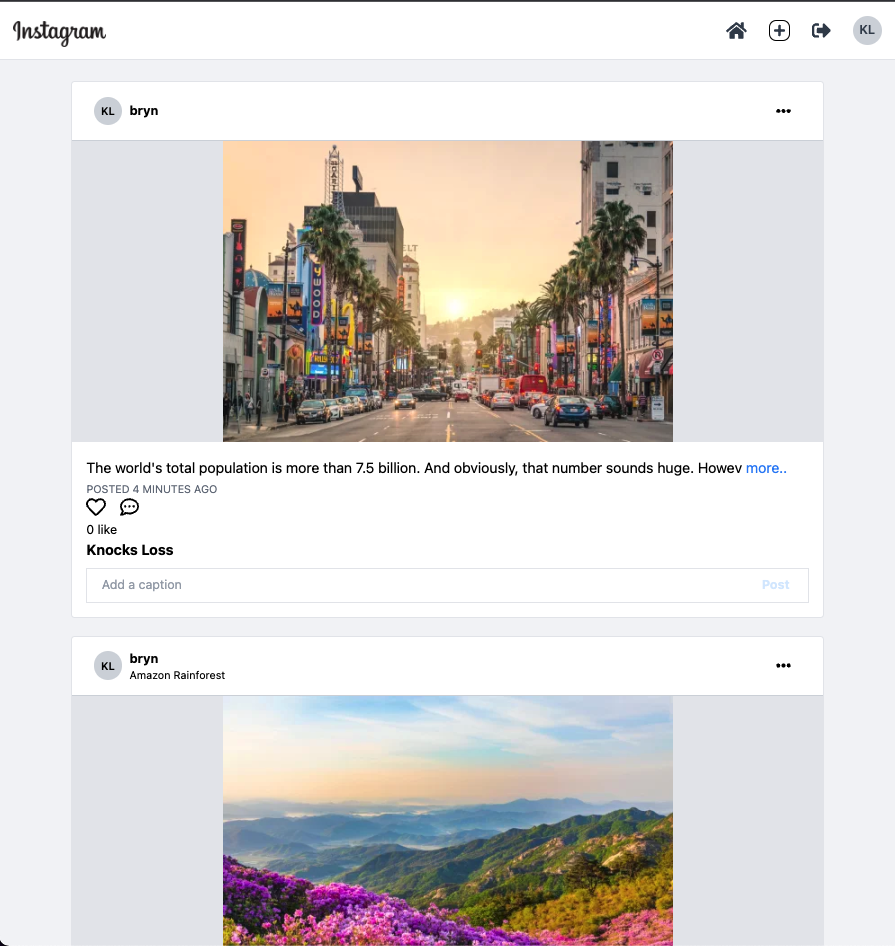 Instagram
KL
KL bryn
The world's total population is more than 7.5 billion. And obviously, that number sounds huge. Howev more..
POSTED 4 MINUTES AGO
0 like
Knocks Loss
Add a caption Post
KL bryn
Amazon Rainforest